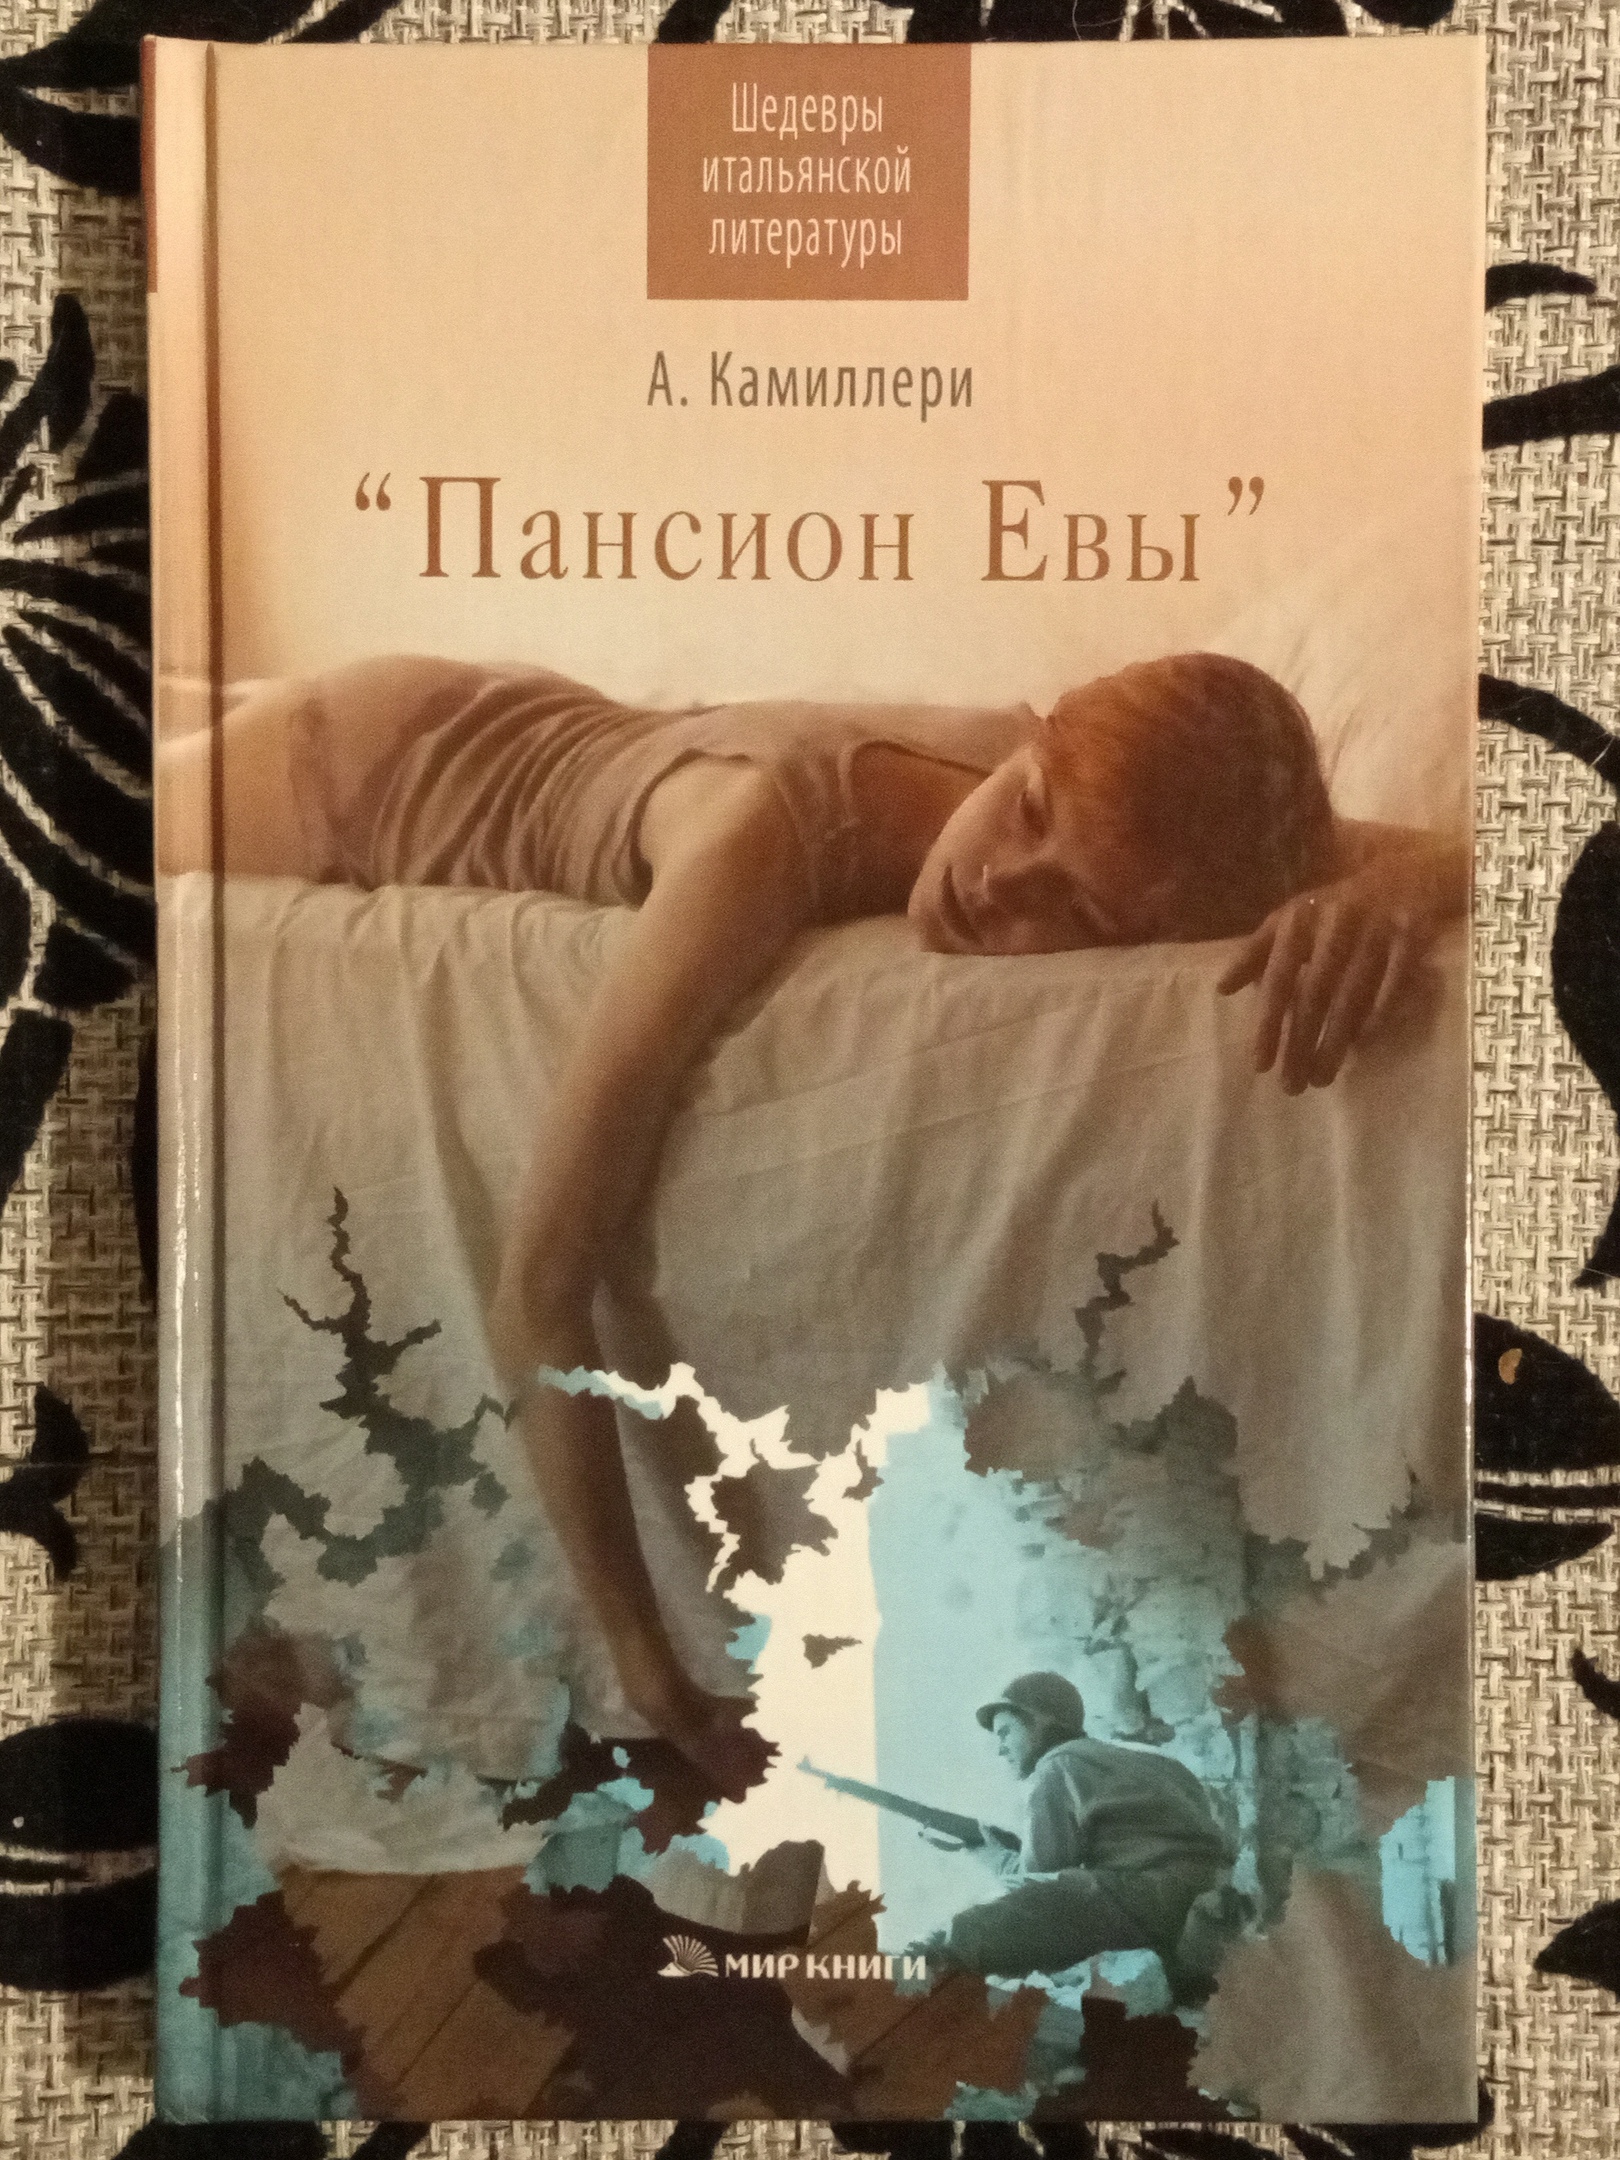 Шедевры
итальянской
литературы
А. Камиллери
“Пансион Евы”
МИР КНИГИ